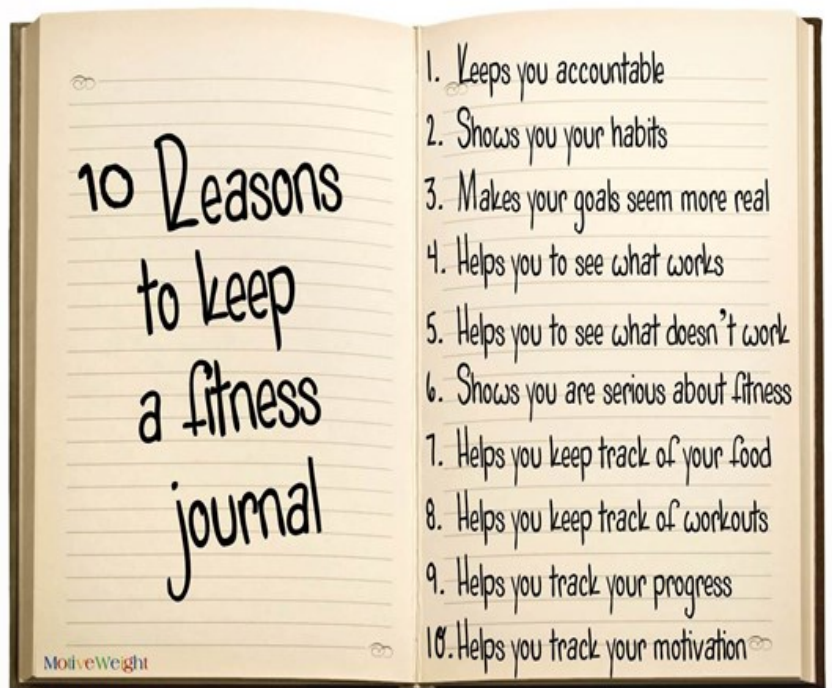 10 Reasons
to keep
a fitness
journal
MotiveWeight
1. Keeps you accountable
2. Shows you your habits
3. Makes your goals seem more real
4. Helps you to see what works
5. Helps you to see what doesn't work
6. Shows you are serious about fitness
7. Helps you keep track of your food
8. Helps you keep track of workouts
9. Helps you track your progress
10. Helps you track your motivation